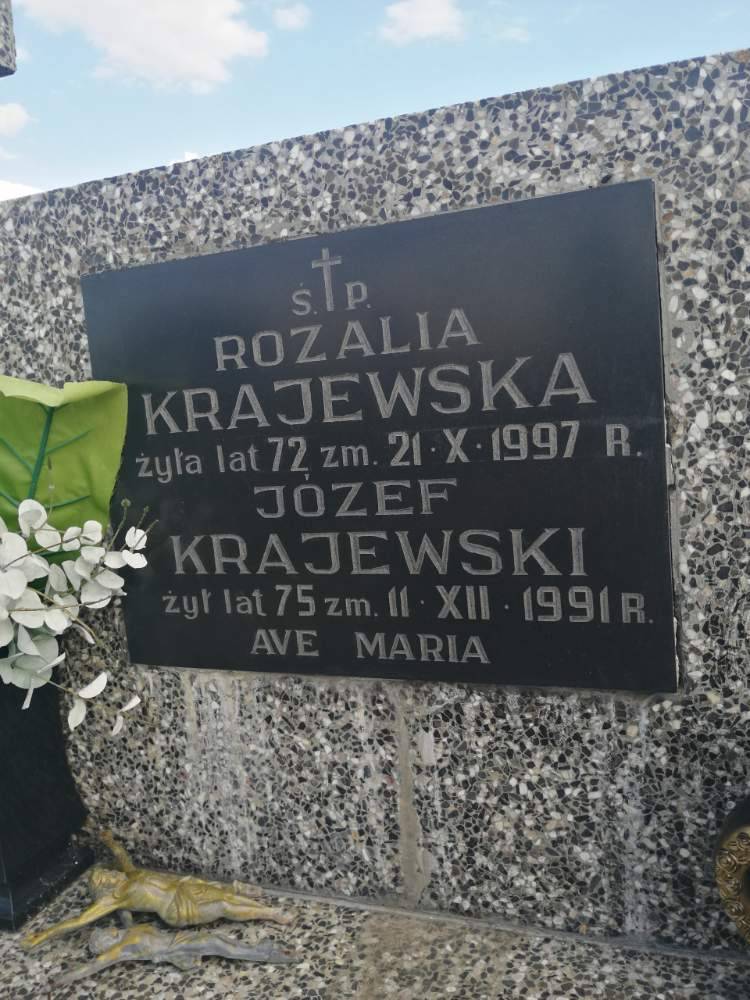 Ś. P.
ROZALIA
KRAJEWSKA
żyła lat 72 zm. 21·X·1997 R.
JÓZEF
KRAJEWSKI
żył lat 75 zm. 11·XII·1991 R.
AVE MARIA